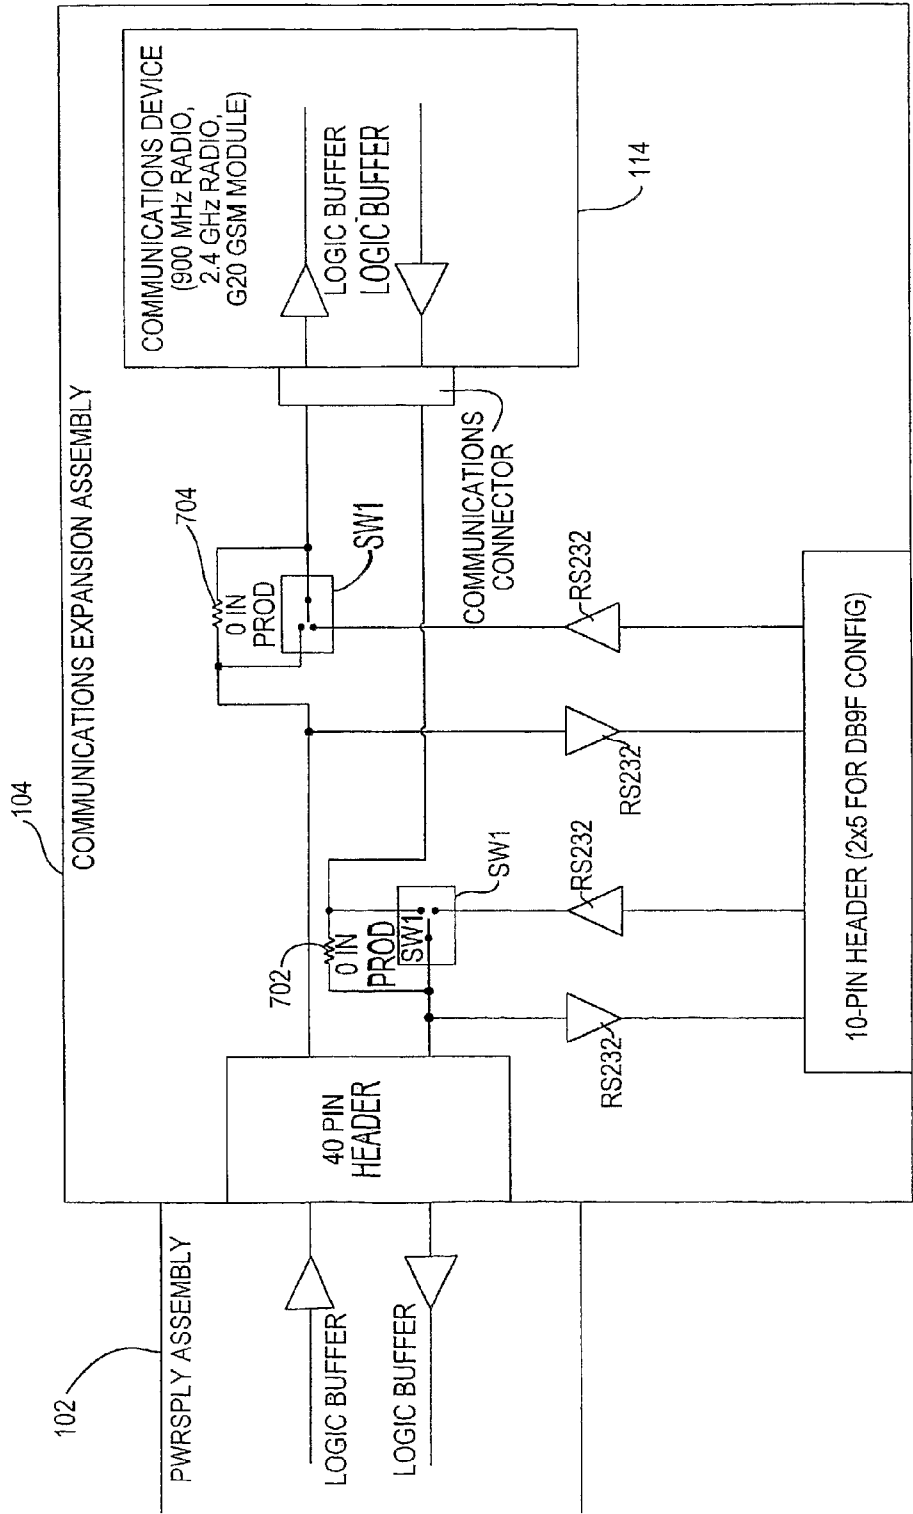 104
COMMUNICATIONS EXPANSION ASSEMBLY
102
PWRSPLY ASSEMBLY
LOGIC BUFFER
LOGIC BUFFER
40 PIN
HEADER
702
0 IN
PROD
SW1
SW1
704
0 IN
PROD
SW1
COMMUNICATIONS
CONNECTOR
COMMUNICATIONS DEVICE
(900 MHz RADIO,
2.4 GHz RADIO,
G20 GSM MODULE)
LOGIC BUFFER
LOGIC BUFFER
114
RS232
RS232
RS232
RS232
10-PIN HEADER (2x5 FOR DB9F CONFIG)